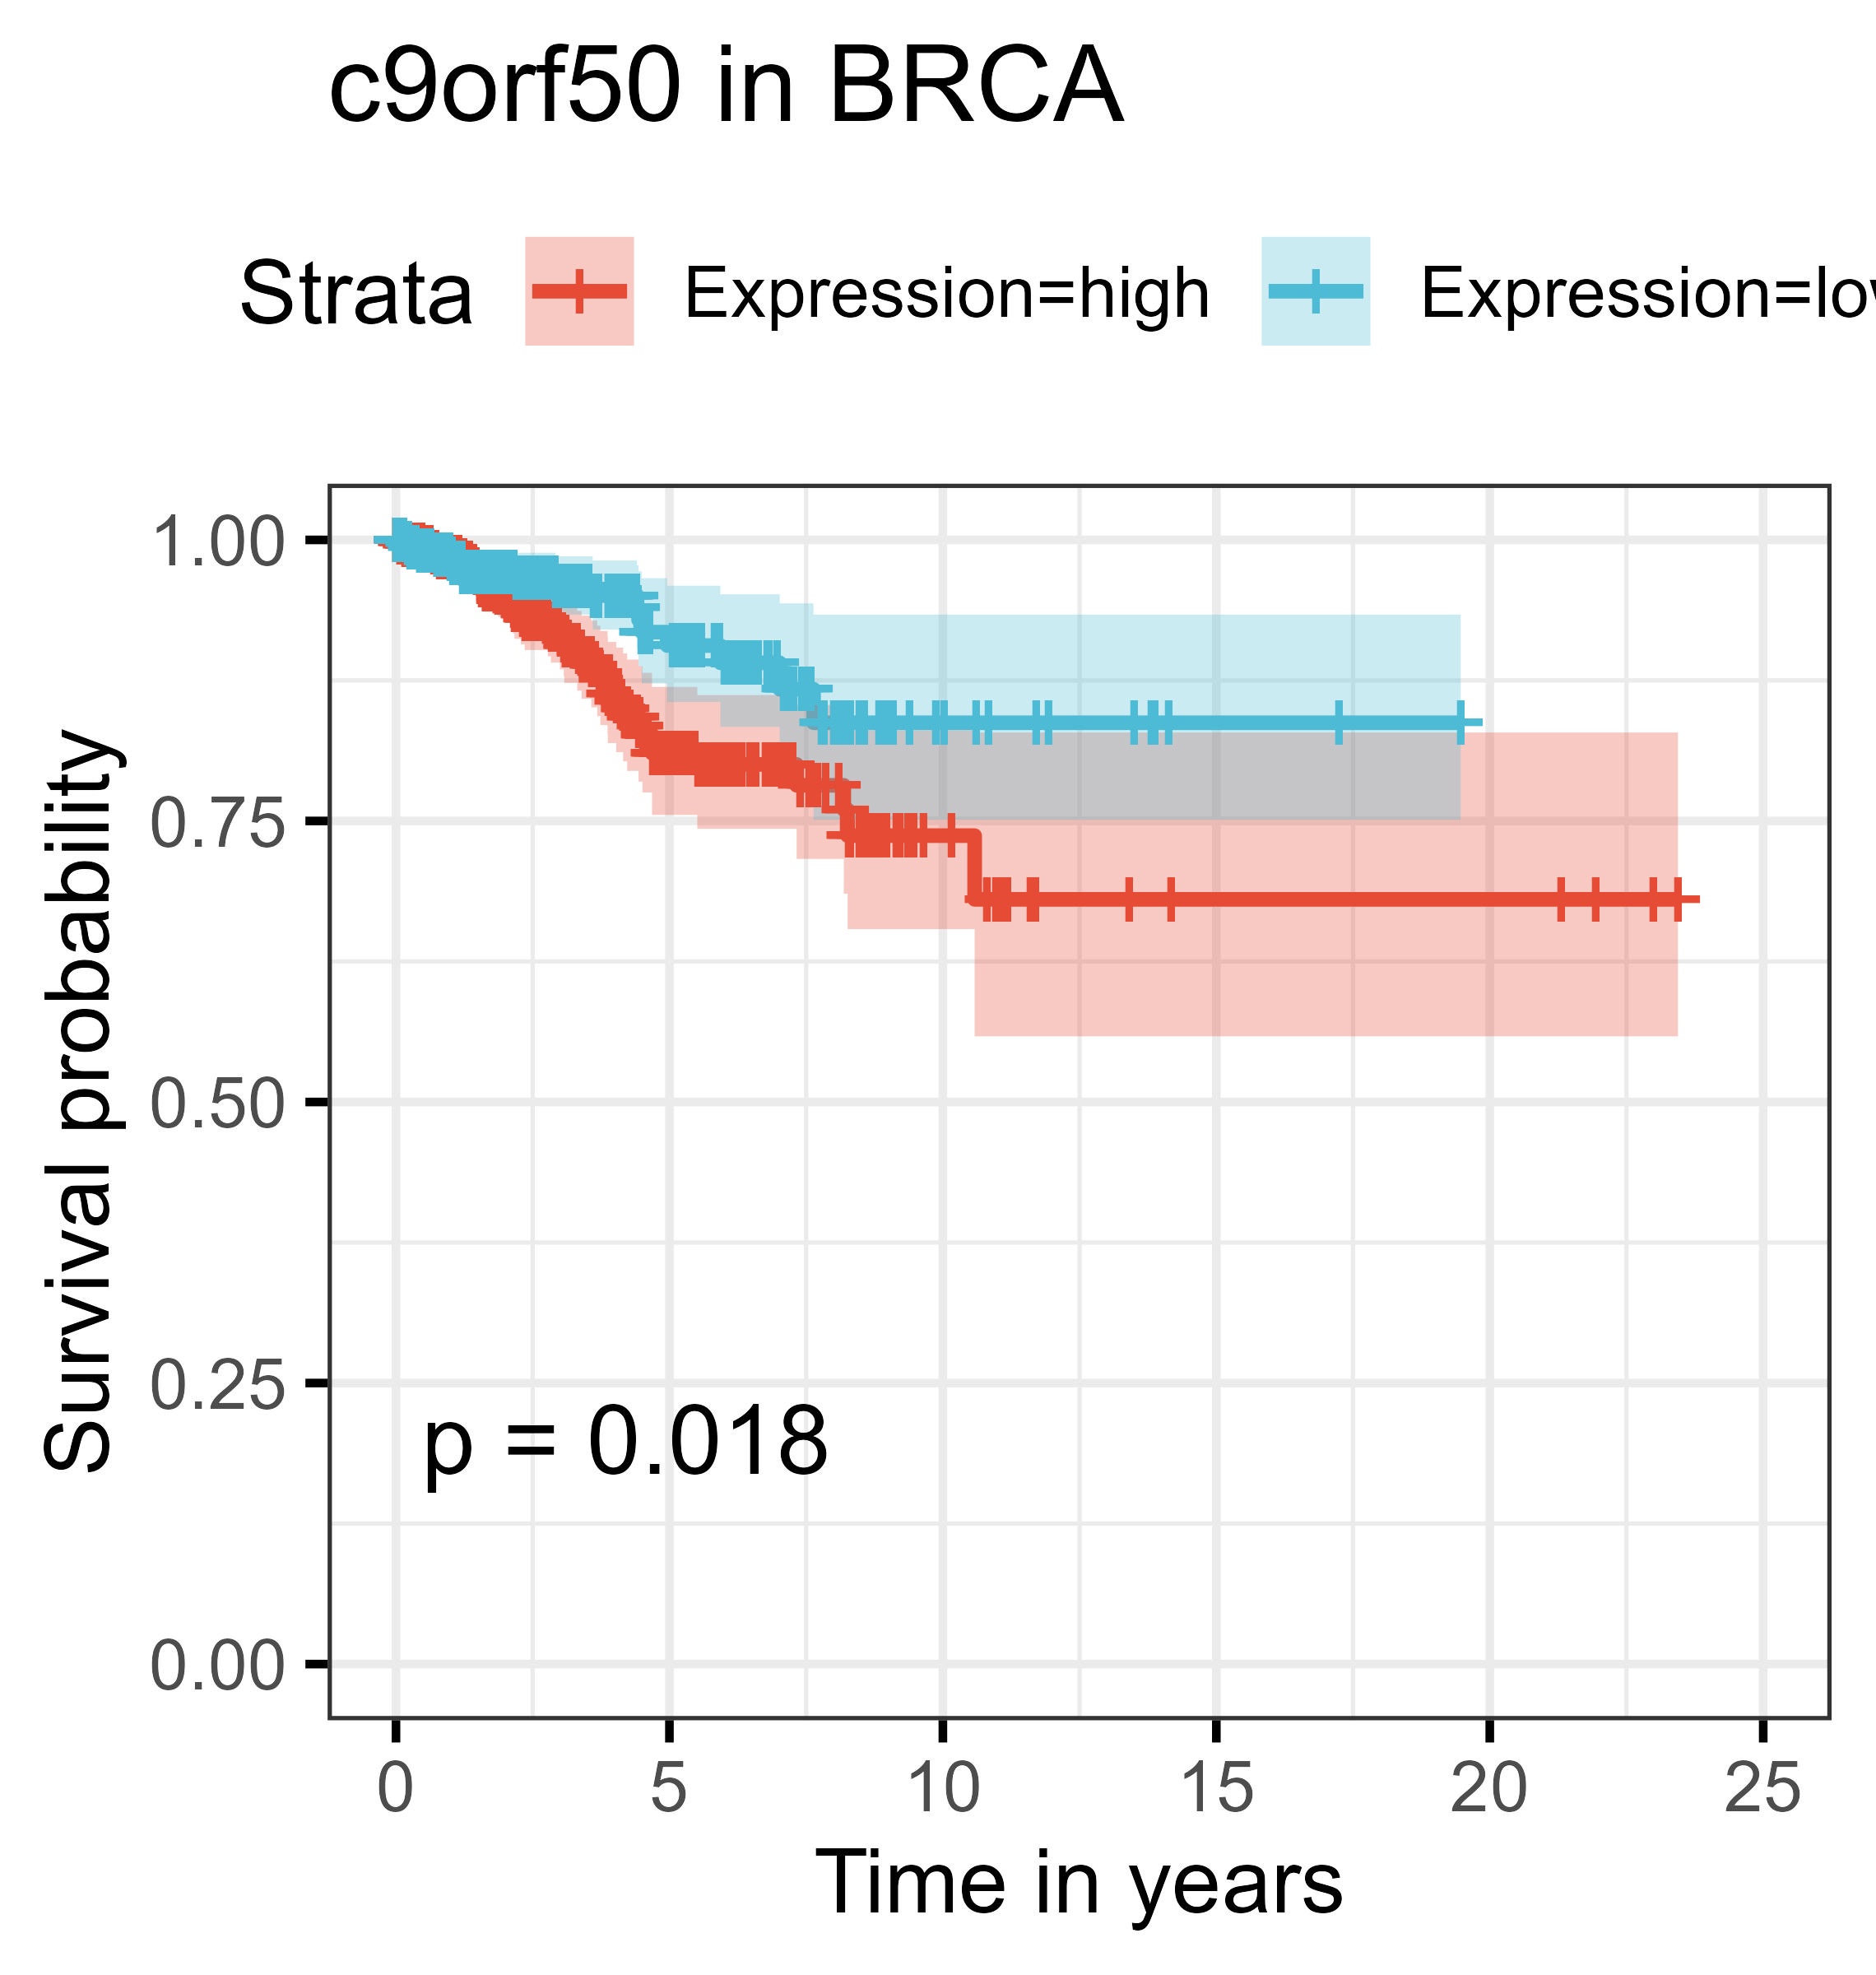 c9orf50 in BRCA
Strata Expression=high Expression=lo
Survival probability
1.00
0.75
0.50
0.25
0.00
p = 0.018
0 5 10 15 20 25
Time in years